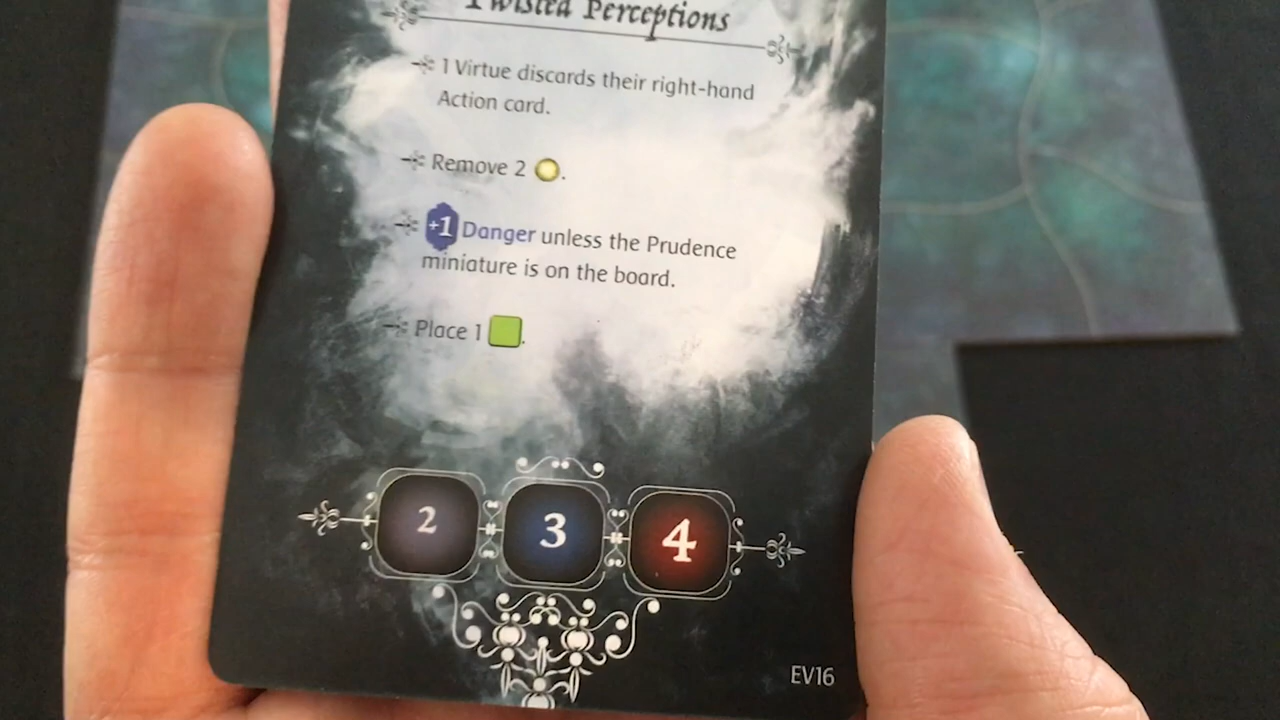 Twisted Perceptions
1 Virtue discards their right-hand
Action card.
Remove 2 .
+1 Danger unless the Prudence
miniature is on the board.
Place 1 .
2 3 4
EV16